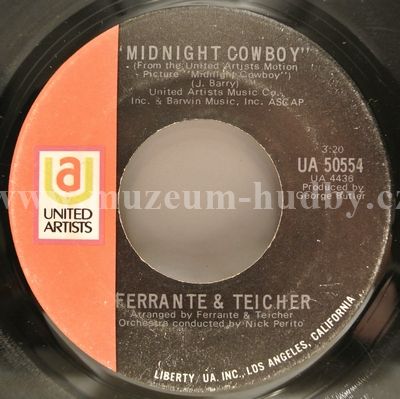 "MIDNIGHT COWBOY"
(From the United Artists Motion
Picture "Midnight Cowboy")
(J. Barry)
United Artists Music Co.,
Inc. & Barwin Music, Inc. ASCAP
3:20
UA 50554
UA 4436
Produced by
George Butler
UA
UNITED
ARTISTS
www.muzeum-hudby.cz
FERRANTE & TEICHER
Arranged by Ferrante & Teicher
Orchestra conducted by Nick Perito
LIBERTY/UA, INC., LOS ANGELES, CALIFORNIA